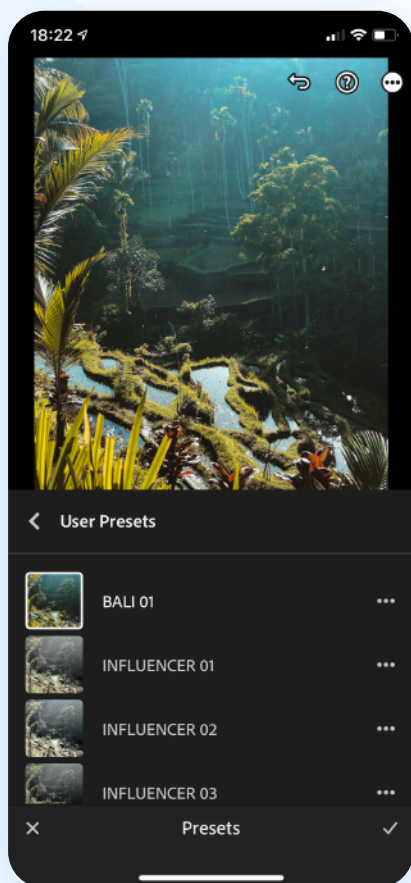 18:22
User Presets
BALI 01
INFLUENCER 01
INFLUENCER 02
INFLUENCER 03
Presets